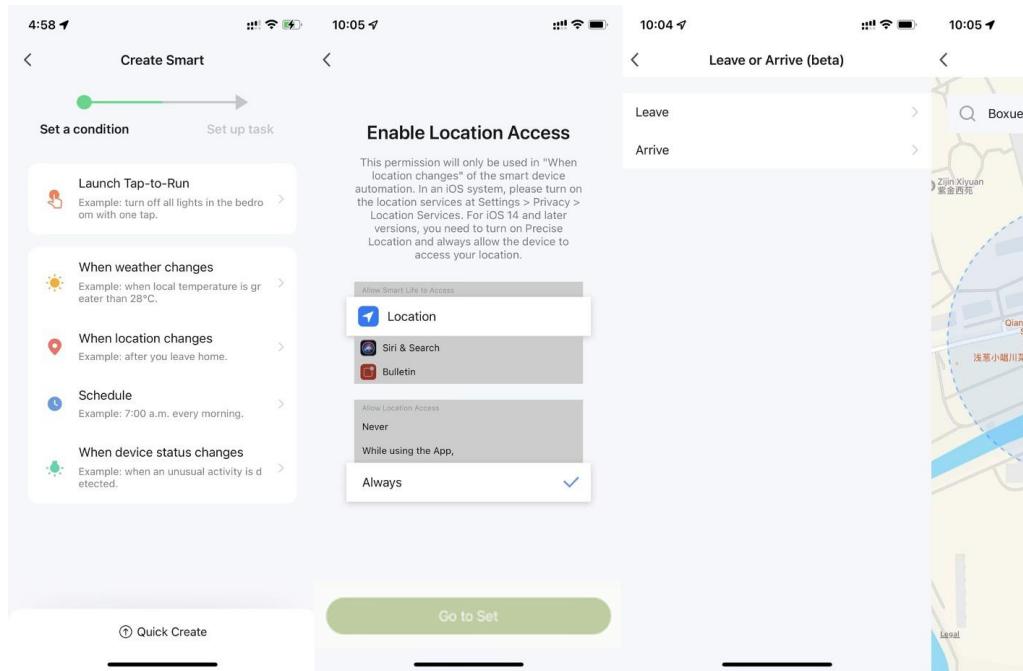 4:58
Create Smart
Set a condition
Set up task
Launch Tap-to-Run
Example: turn off all lights in the bedro
om with one tap.
When weather changes
Example: when local temperature is gr
eater than 28°C.
When location changes
Example: after you leave home.
Schedule
Example: 7:00 a.m. every morning.
When device status changes
Example: when an unusual activity is d
etected.
Quick Create
10:05
Enable Location Access
This permission will only be used in "When
location changes" of the smart device
automation. In an iOS system, please turn on
the location services at Settings > Privacy >
Location Services. For iOS 14 and later
versions, you need to turn on Precise
Location and always allow the device to
access your location.
Allow Smart Life to Access
Location
Siri & Search
Bulletin
Allow Location Access
Never
While using the App,
Always
Go to Set
10:04
Leave or Arrive (beta)
Leave
Arrive
10:05
Boxue
Zijin Xiyuan
紫金西苑
Qian
S
浅葱小唱川菜
Legal